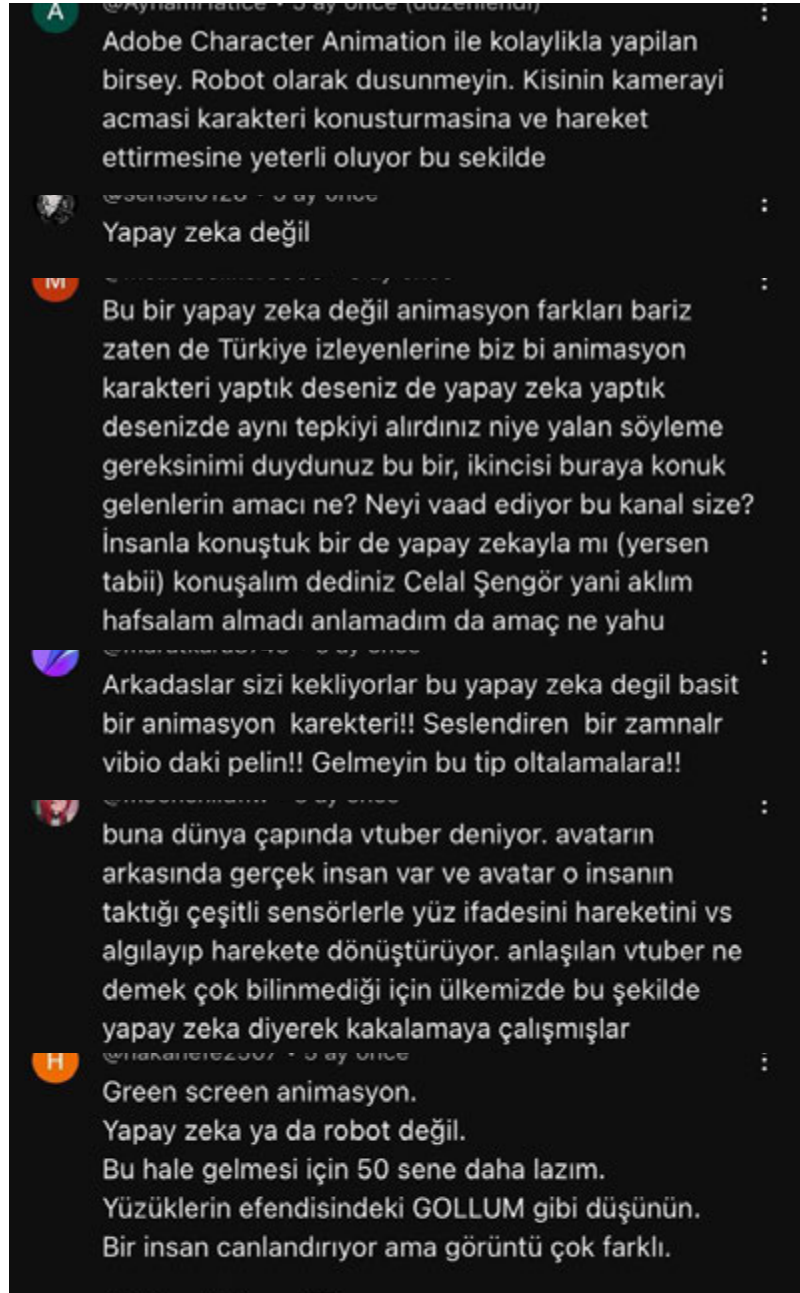 A
Adobe Character Animation ile kolaylikla yapilan
birsey. Robot olarak dusunmeyin. Kisinin kamerayi
acmasi karakteri konusturmasina ve hareket
ettirmesine yeterli oluyor bu sekilde
Yapay zeka değil
M
Bu bir yapay zeka değil animasyon farkları bariz
zaten de Türkiye izleyenlerine biz bi animasyon
karakteri yaptık deseniz de yapay zeka yaptık
desenizde aynı tepkiyi alırdınız niye yalan söyleme
gereksinimi duydunuz bu bir, ikincisi buraya konuk
gelenlerin amacı ne? Neyi vaad ediyor bu kanal size?
İnsanla konuştuk bir de yapay zekayla mı (yersen
tabii) konuşalım dediniz Celal Şengör yani aklım
hafsalam almadı anlamadım da amaç ne yahu
Arkadaslar sizi kekliyorlar bu yapay zeka degil basit
bir animasyon karekteri!! Seslendiren bir zamnalr
vibio daki pelin!! Gelmeyin bu tip oltalamalara!!
buna dünya çapında vtuber deniyor. avatarın
arkasında gerçek insan var ve avatar o insanın
taktığı çeşitli sensörlerle yüz ifadesini hareketini vs
algılayıp harekete dönüştürüyor. anlaşılan vtuber ne
demek çok bilinmediği için ülkemizde bu şekilde
yapay zeka diyerek kakalamaya çalışmışlar
H
Green screen animasyon.
Yapay zeka ya da robot değil.
Bu hale gelmesi için 50 sene daha lazım.
Yüzüklerin efendisindeki GOLLUM gibi düşünün.
Bir insan canlandırıyor ama görüntü çok farklı.